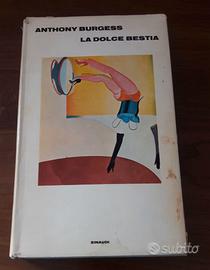 ANTHONY BURGESS
LA DOLCE BESTIA
EINAUDI
subito